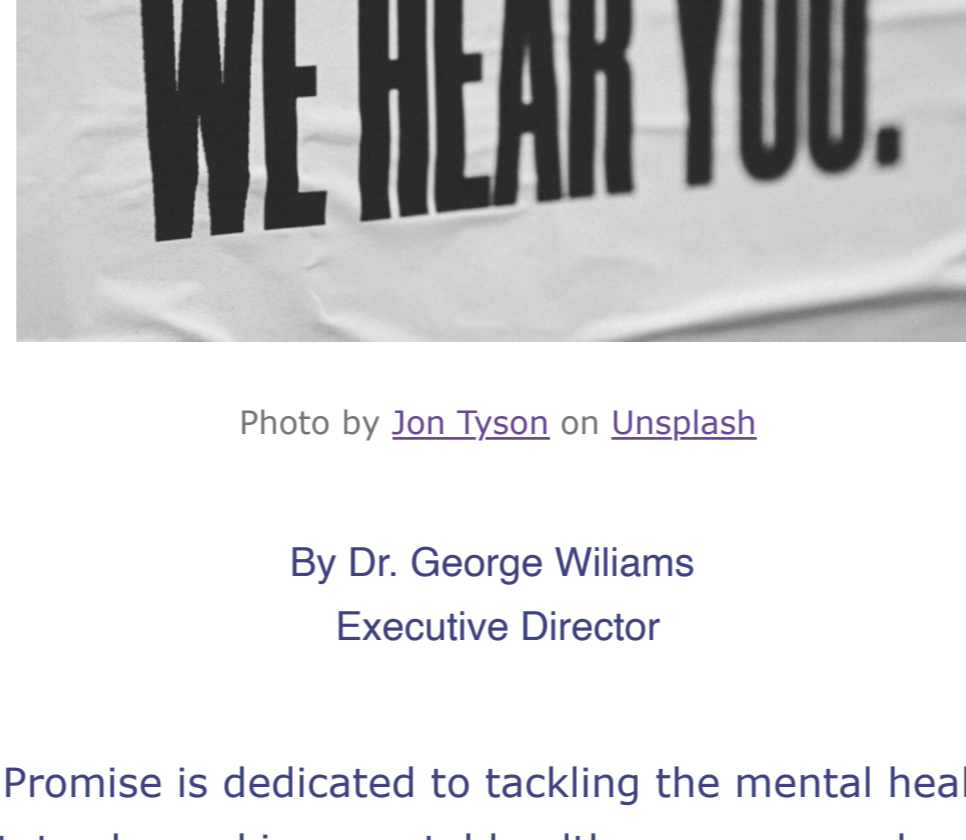 WE HEAR YOU.
Photo by Jon Tyson on Unsplash
By Dr. George Wiliams
Executive Director
Promise is dedicated to tackling the mental heal